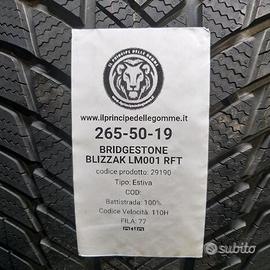 IL PRINCIPE DELLE GOMME
www.ilprincipedellegomme.it
265-50-19
BRIDGESTONE
BLIZZAK LM001 RFT
codice prodotto: 29190
Tipo: Estiva
COD:
Battistrada: 100%
Codice Velocità: 110H
FILA: 77
subito